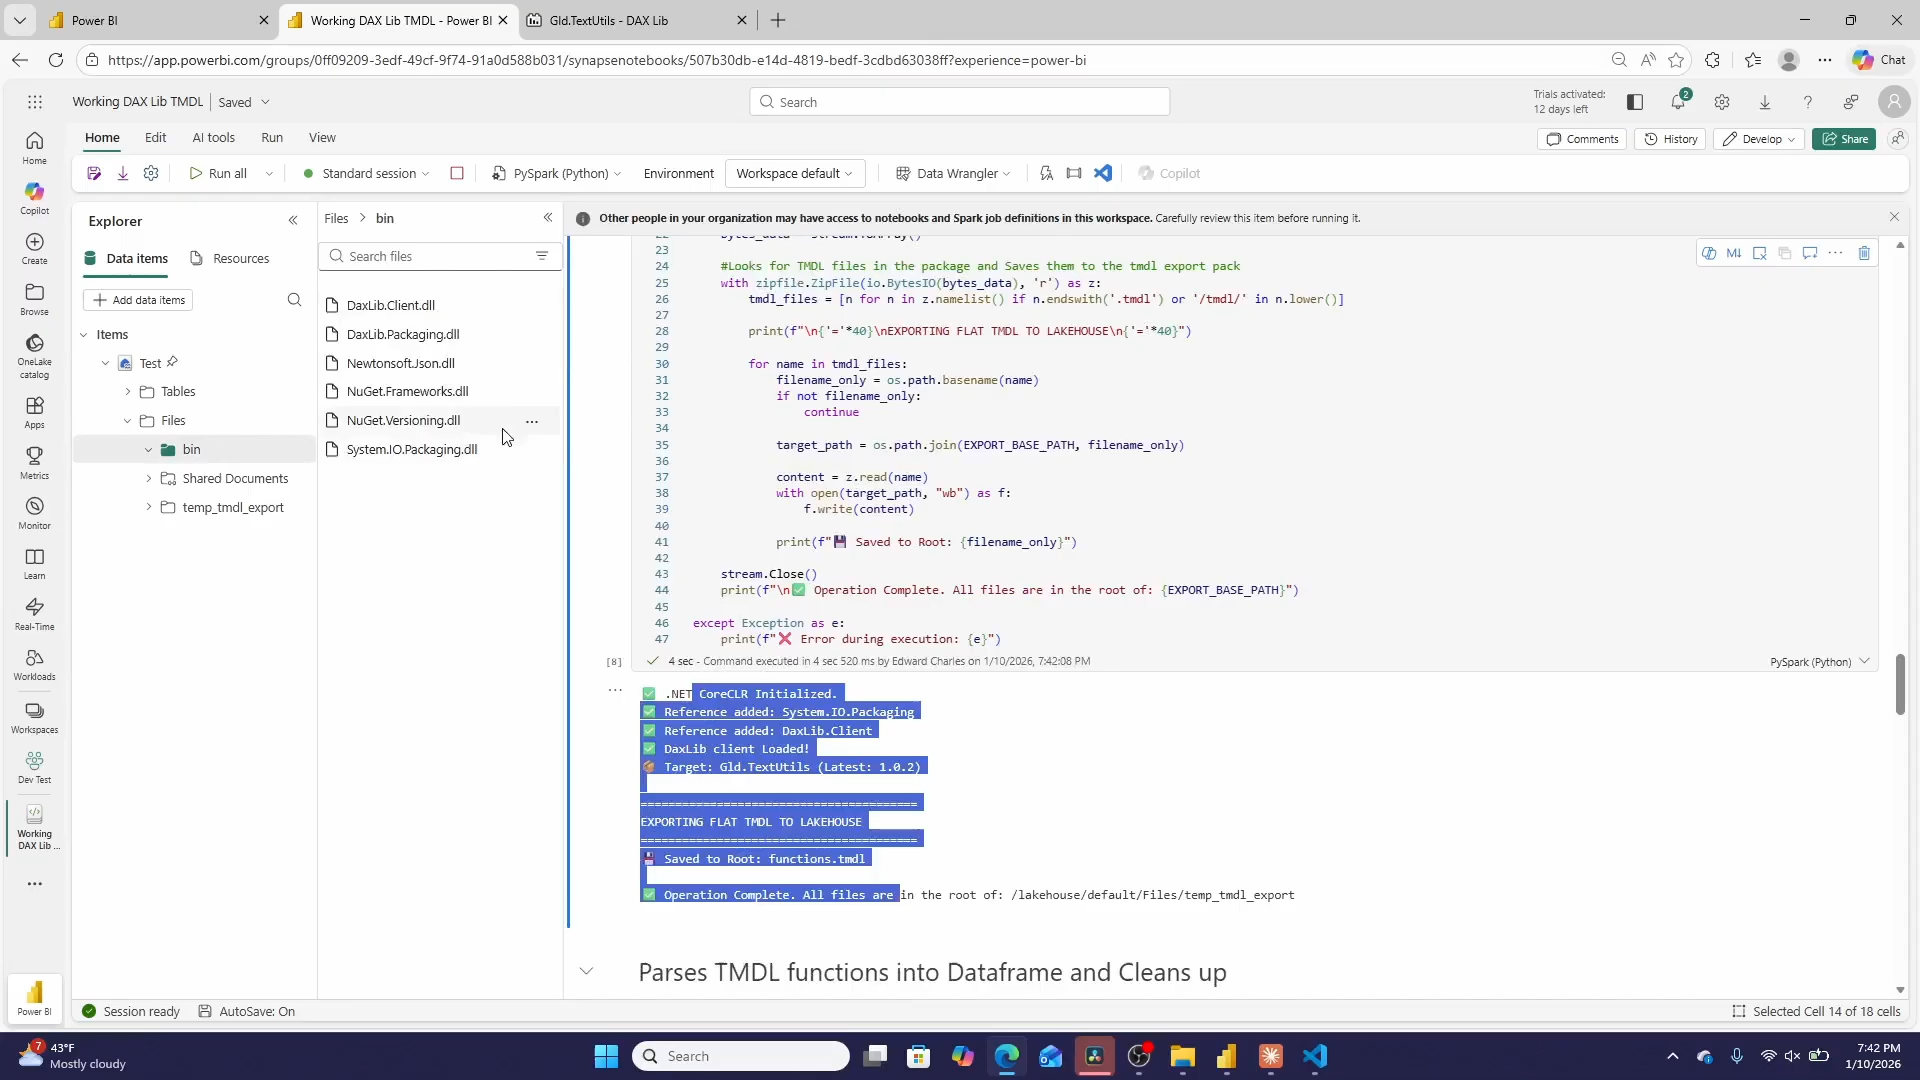 Power BI
Working DAX Lib TMDL - Power BI
Gld.TextUtils - DAX Lib
https://app.powerbi.com/groups/0ff09209-3edf-49cf-9f74-91a0d588b031/synapsenotebooks/507b30db-e14d-4819-bedf-3cdbd63038ff?experience=power-bi
Chat
Working DAX Lib TMDL | Saved
Search
Trials activated:
12 days left
2
Home Edit AI tools Run View
Comments History Develop Share
Run all Standard session PySpark (Python) Environment Workspace default Data Wrangler Copilot
Home
Copilot
Create
Browse
OneLake
catalog
Apps
Metrics
Monitor
Learn
Real-Time
Workloads
Workspaces
Dev Test
Working
DAX Lib ...
Power BI
Explorer
Data items Resources
Add data items
Items
Test
Tables
Files
bin
Shared Documents
temp_tmdl_export
Files > bin
Search files
DaxLib.Client.dll
DaxLib.Packaging.dll
Newtonsoft.Json.dll
NuGet.Frameworks.dll
NuGet.Versioning.dll
System.IO.Packaging.dll
Other people in your organization may have access to notebooks and Spark job definitions in this workspace. Carefully review this item before running it.
23
24 #Looks for TMDL files in the package and Saves them to the tmdl export pack
25 with zipfile.ZipFile(io.BytesIO(bytes_data), 'r') as z:
26 tmdl_files = [n for n in z.namelist() if n.endswith('.tmdl') or '/tmdl/' in n.lower()]
27
28 print(f"\n{'='*40}\nEXPORTING FLAT TMDL TO LAKEHOUSE\n{'='*40}")
29
30 for name in tmdl_files:
31 filename_only = os.path.basename(name)
32 if not filename_only:
33 continue
34
35 target_path = os.path.join(EXPORT_BASE_PATH, filename_only)
36
37 content = z.read(name)
38 with open(target_path, "wb") as f:
39 f.write(content)
40
41 print(f"💾 Saved to Root: {filename_only}")
42
43 stream.Close()
44 print(f"\n✅ Operation Complete. All files are in the root of: {EXPORT_BASE_PATH}")
45
46 except Exception as e:
47 print(f"❌ Error during execution: {e}")
[8] 4 sec - Command executed in 4 sec 520 ms by Edward Charles on 1/10/2026, 7:42:08 PM PySpark (Python)
✅ .NET CoreCLR Initialized.
✅ Reference added: System.IO.Packaging
✅ Reference added: DaxLib.Client
✅ DaxLib client Loaded!
📦 Target: Gld.TextUtils (Latest: 1.0.2)
========================================
EXPORTING FLAT TMDL TO LAKEHOUSE
========================================
💾 Saved to Root: functions.tmdl
✅ Operation Complete. All files are in the root of: /lakehouse/default/Files/temp_tmdl_export
Parses TMDL functions into Dataframe and Cleans up
Session ready AutoSave: On Selected Cell 14 of 18 cells
7
43°F
Mostly cloudy
Search
7:42 PM
1/10/2026